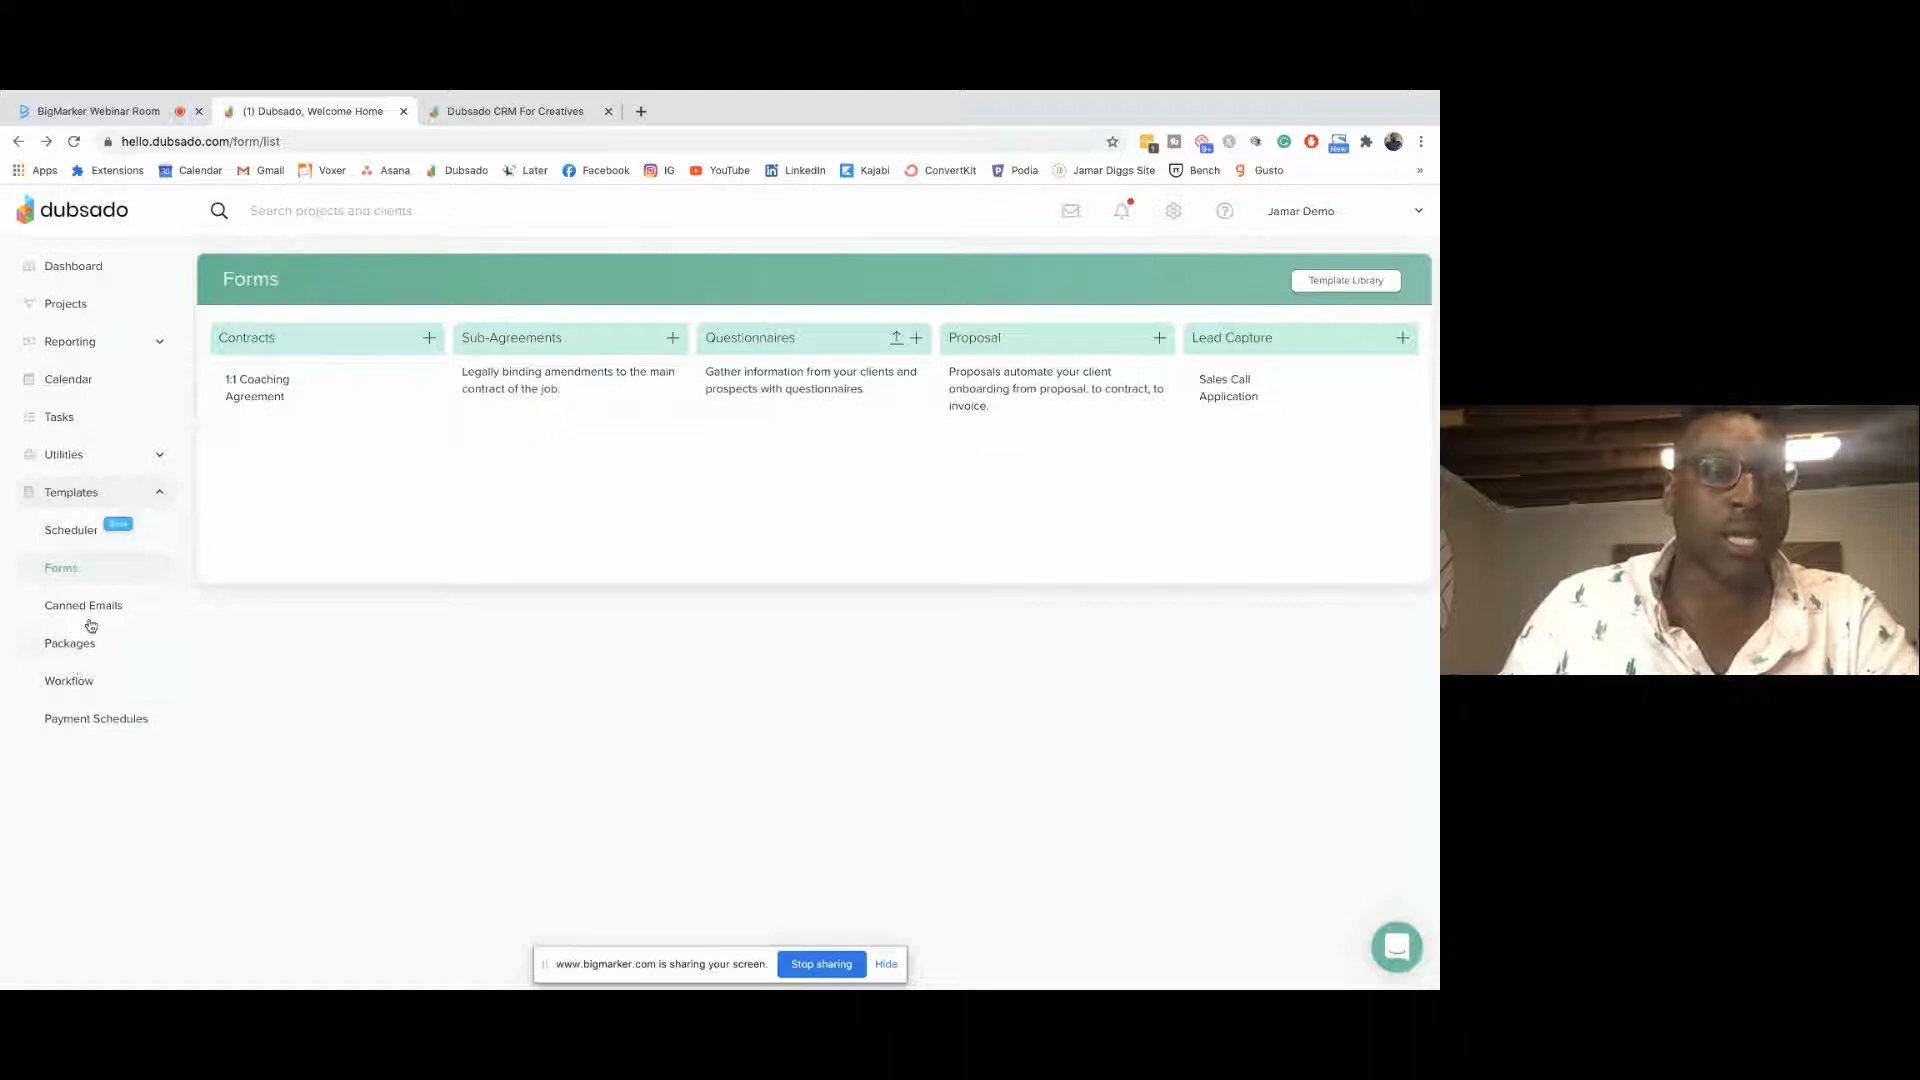 BigMarker Webinar Room
(1) Dubsado, Welcome Home
Dubsado CRM For Creatives
hello.dubsado.com/form/list
New
Apps
Extensions
Calendar
Gmail
Voxer
Asana
Dubsado
Later
Facebook
IG
YouTube
LinkedIn
Kajabi
ConvertKit
Podia
Jamar Diggs Site
Bench
Gusto
»
dubsado
Search projects and clients
Jamar Demo
Dashboard
Projects
Reporting
Calendar
Tasks
Utilities
Templates
Scheduler
Forms
Canned Emails
Packages
Workflow
Payment Schedules
Forms
Template Library
Contracts
1:1 Coaching
Agreement
Sub-Agreements
Legally binding amendments to the main
contract of the job.
Questionnaires
Gather information from your clients and
prospects with questionnaires.
Proposal
Proposals automate your client
onboarding from proposal, to contract, to
invoice.
Lead Capture
Sales Call
Application
www.bigmarker.com is sharing your screen.
Stop sharing
Hide